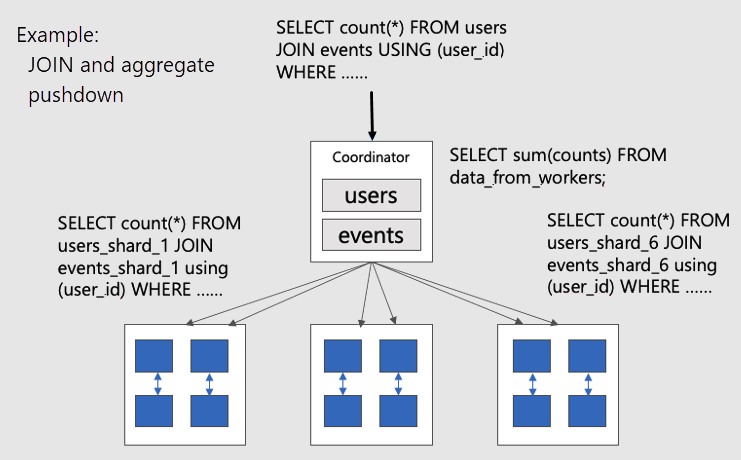 Example:
JOIN and aggregate
pushdown
SELECT count(*) FROM users
JOIN events USING (user_id)
WHERE ......
Coordinator
users
events
SELECT sum(counts) FROM
data_from_workers;
SELECT count(*) FROM
users_shard_1 JOIN
events_shard_1 using
(user_id) WHERE ......
SELECT count(*) FROM
users_shard_6 JOIN
events_shard_6 using
(user_id) WHERE ......